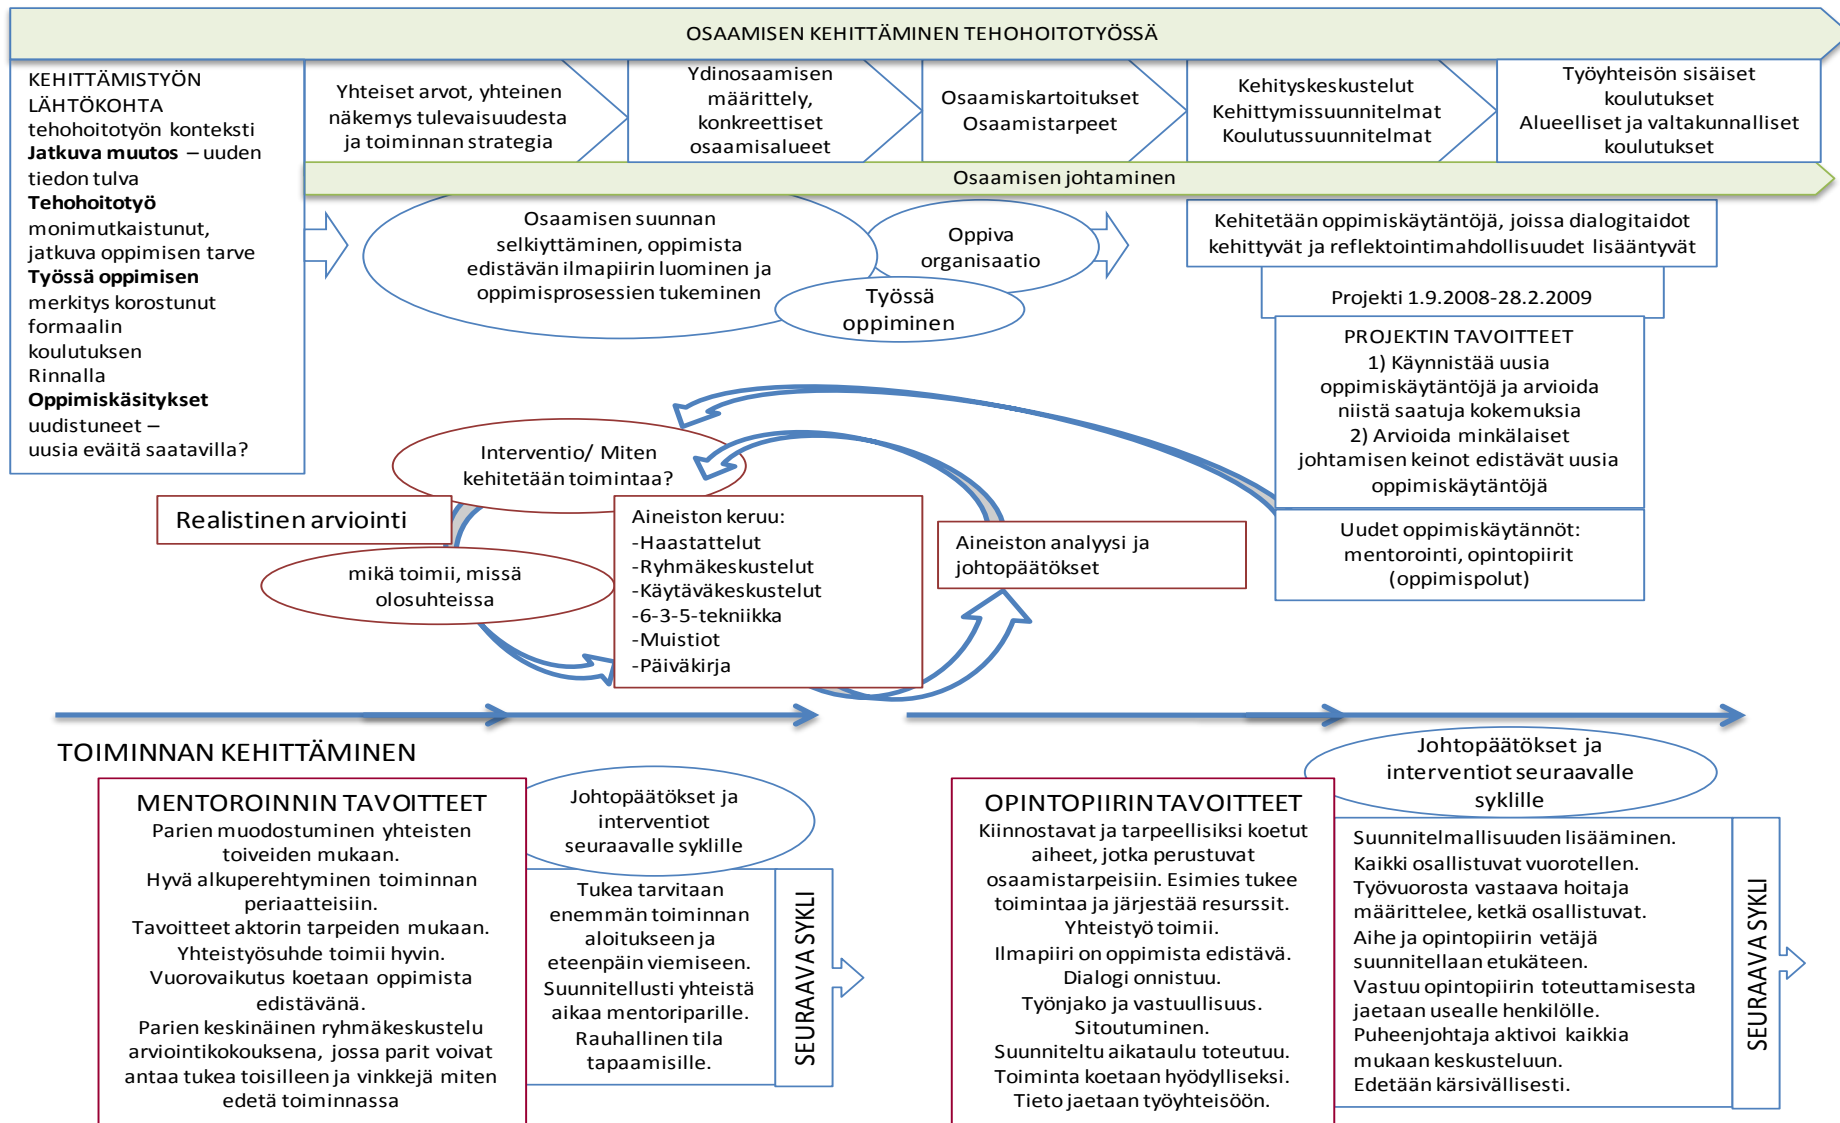 OSAAMISEN KEHITTÄMINEN TEHOHOITOTYÖSSÄ
KEHITTÄMISTYÖN
LÄHTÖKOHTA
tehohoitotyön konteksti
Jatkuva muutos – uuden
tiedon tulva
Tehohoitotyö
monimutkaistunut,
jatkuva oppimisen tarve
Työssä oppimisen
merkitys korostunut
formaalin
koulutuksen
Rinnalla
Oppimiskäsitykset
uudistuneet –
uusia eväitä saatavilla?
Yhteiset arvot, yhteinen
näkemys tulevaisuudesta
ja toiminnan strategia
Ydinosaamisen
määrittely,
konkreettiset
osaamisalueet
Osaamiskartoitukset
Osaamistarpeet
Kehityskeskustelut
Kehittymissuunnitelmat
Koulutussuunnitelmat
Työyhteisön sisäiset
koulutukset
Alueelliset ja valtakunnalliset
koulutukset
Osaamisen johtaminen
Osaamisen suunnan
selkiyttäminen, oppimista
edistävän ilmapiirin luominen ja
oppimisprosessien tukeminen
Oppiva
organisaatio
Työssä
oppiminen
Kehitetään oppimiskäytäntöjä, joissa dialogitaidot
kehittyvät ja reflektointimahdollisuudet lisääntyvät
Projekti 1.9.2008-28.2.2009
PROJEKTIN TAVOITTEET
1) Käynnistää uusia
oppimiskäytäntöjä ja arvioida
niistä saatuja kokemuksia
2) Arvioida minkälaiset
johtamisen keinot edistävät uusia
oppimiskäytäntöjä
Uudet oppimiskäytännöt:
mentorointi, opintopiirit
(oppimispolut)
Interventio/ Miten
kehitetään toimintaa?
Realistinen arviointi
mikä toimii, missä
olosuhteissa
Aineiston keruu:
-Haastattelut
-Ryhmäkeskustelut
-Käytäväkeskustelut
-6-3-5-tekniikka
-Muistiot
-Päiväkirja
Aineiston analyysi ja
johtopäätökset
TOIMINNAN KEHITTÄMINEN
MENTOROINNIN TAVOITTEET
Parien muodostuminen yhteisten
toiveiden mukaan.
Hyvä alkuperehtyminen toiminnan
periaatteisiin.
Tavoitteet aktorin tarpeiden mukaan.
Yhteistyösuhde toimii hyvin.
Vuorovaikutus koetaan oppimista
edistävänä.
Parien keskinäinen ryhmäkeskustelu
arviointikokouksena, jossa parit voivat
antaa tukea toisilleen ja vinkkejä miten
edetä toiminnassa
Johtopäätökset ja
interventiot
seuraavalle syklille
Tukea tarvitaan
enemmän toiminnan
aloitukseen ja
eteenpäin viemiseen.
Suunnitellusti yhteistä
aikaa mentoriparille.
Rauhallinen tila
tapaamisille.
SEURAAVA SYKLI
OPINTOPIIRIN TAVOITTEET
Kiinnostavat ja tarpeellisiksi koetut
aiheet, jotka perustuvat
osaamistarpeisiin. Esimies tukee
toimintaa ja järjestää resurssit.
Yhteistyö toimii.
Ilmapiiri on oppimista edistävä.
Dialogi onnistuu.
Työnjako ja vastuullisuus.
Sitoutuminen.
Suunniteltu aikataulu toteutuu.
Toiminta koetaan hyödylliseksi.
Tieto jaetaan työyhteisöön.
Johtopäätökset ja
interventiot seuraavalle
syklille
Suunnitelmallisuuden lisääminen.
Kaikki osallistuvat vuorotellen.
Työvuorosta vastaava hoitaja
määrittelee, ketkä osallistuvat.
Aihe ja opintopiirin vetäjä
suunnitellaan etukäteen.
Vastuu opintopiirin toteuttamisesta
jaetaan usealle henkilölle.
Puheenjohtaja aktivoi kaikkia
mukaan keskusteluun.
Edetään kärsivällisesti.
SEURAAVA SYKLI